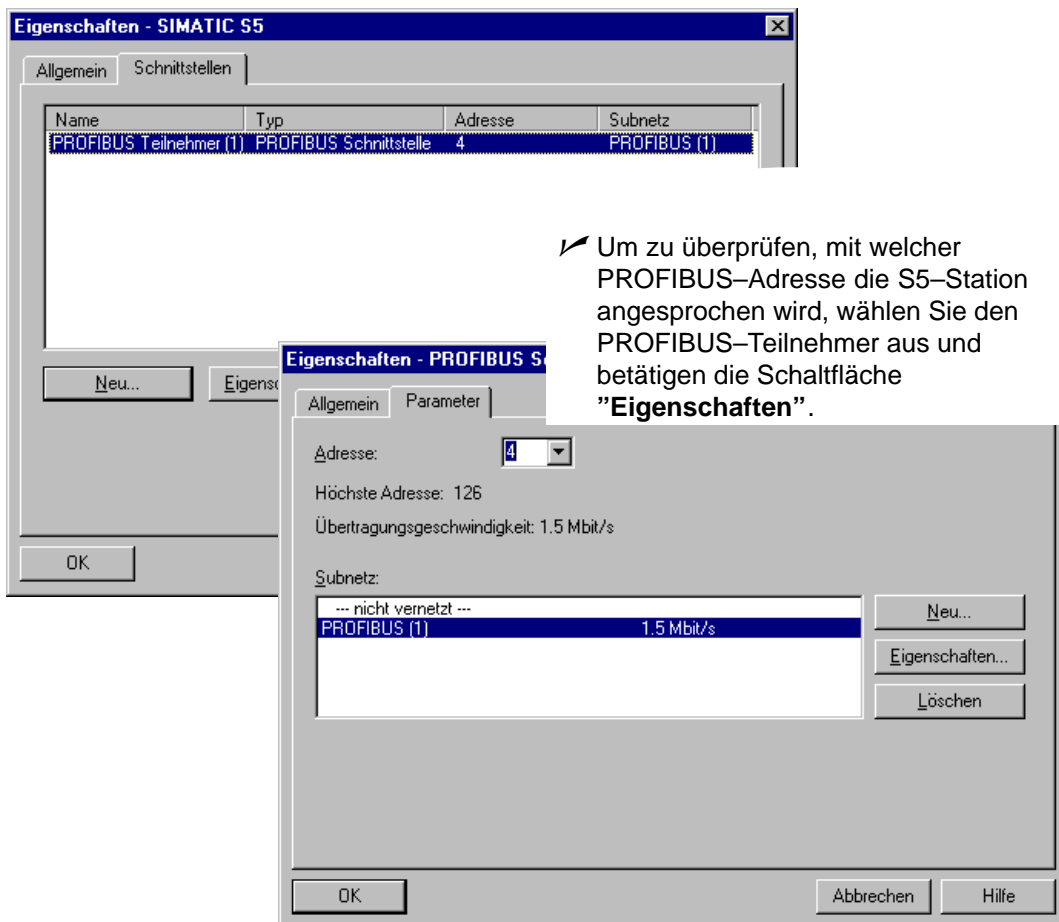 Eigenschaften - SIMATIC S5
Allgemein Schnittstellen
Name Typ Adresse Subnetz
PROFIBUS Teilnehmer (1) PROFIBUS Schnittstelle 4 PROFIBUS (1)
Um zu überprüfen, mit welcher
PROFIBUS–Adresse die S5–Station
angesprochen wird, wählen Sie den
PROFIBUS–Teilnehmer aus und
betätigen die Schaltfläche
”Eigenschaften”.
Neu...
OK
Eigenschaften - PROFIBUS
Allgemein Parameter
Adresse: 4
Höchste Adresse: 126
Übertragungsgeschwindigkeit: 1.5 Mbit/s
Subnetz:
--- nicht vernetzt ---
PROFIBUS (1) 1.5 Mbit/s
Neu...
Eigenschaften...
Löschen
OK Abbrechen Hilfe